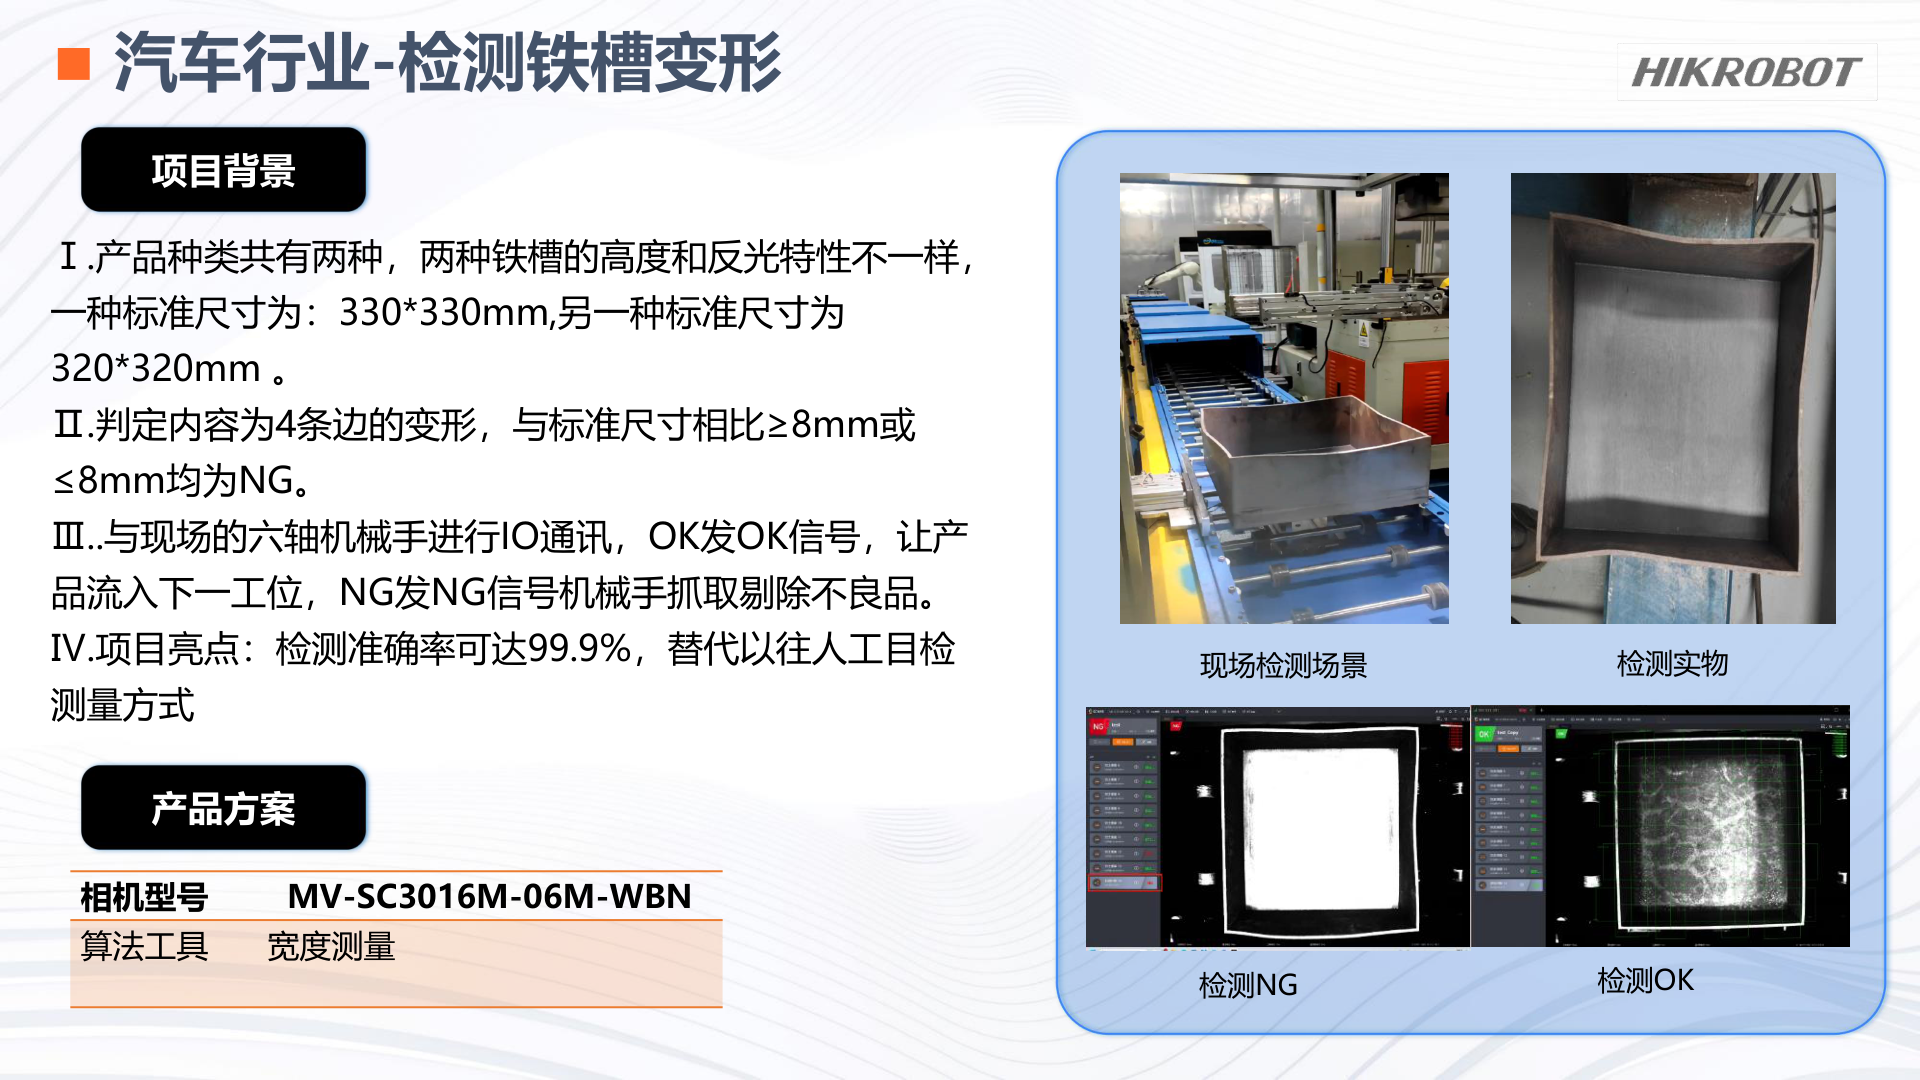 汽车行业-检测铁槽变形
HIKROBOT
项目背景
Ⅰ.产品种类共有两种，两种铁槽的高度和反光特性不一样，
一种标准尺寸为：330*330mm,另一种标准尺寸为
320*320mm 。
Ⅱ.判定内容为4条边的变形，与标准尺寸相比≥8mm或
≤8mm均为NG。
Ⅲ..与现场的六轴机械手进行IO通讯，OK发OK信号，让产
品流入下一工位，NG发NG信号机械手抓取剔除不良品。
Ⅳ.项目亮点：检测准确率可达99.9%，替代以往人工目检
测量方式
产品方案
相机型号 MV-SC3016M-06M-WBN
算法工具 宽度测量
现场检测场景
检测实物
NG
test
OK
test Copy
检测NG
检测OK